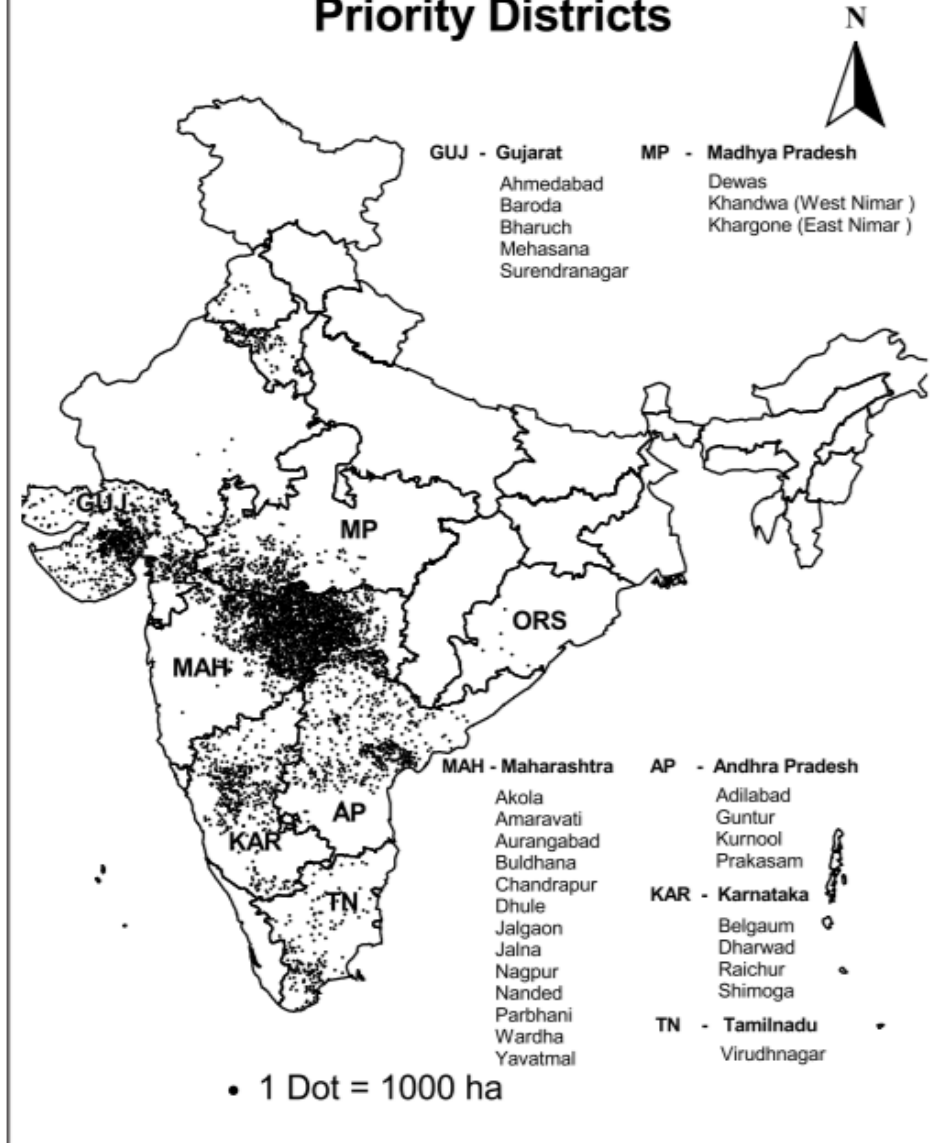 Priority Districts
N
GUJ - Gujarat
Ahmedabad
Baroda
Bharuch
Mehasana
Surendranagar
MP - Madhya Pradesh
Dewas
Khandwa (West Nimar )
Khargone (East Nimar )
GUJ
MP
ORS
MAH
AP
KAR
TN
MAH - Maharashtra
Akola
Amaravati
Aurangabad
Buldhana
Chandrapur
Dhule
Jalgaon
Jalna
Nagpur
Nanded
Parbhani
Wardha
Yavatmal
AP - Andhra Pradesh
Adilabad
Guntur
Kurnool
Prakasam
KAR - Karnataka
Belgaum
Dharwad
Raichur
Shimoga
TN - Tamilnadu
Virudhnagar
• 1 Dot = 1000 ha